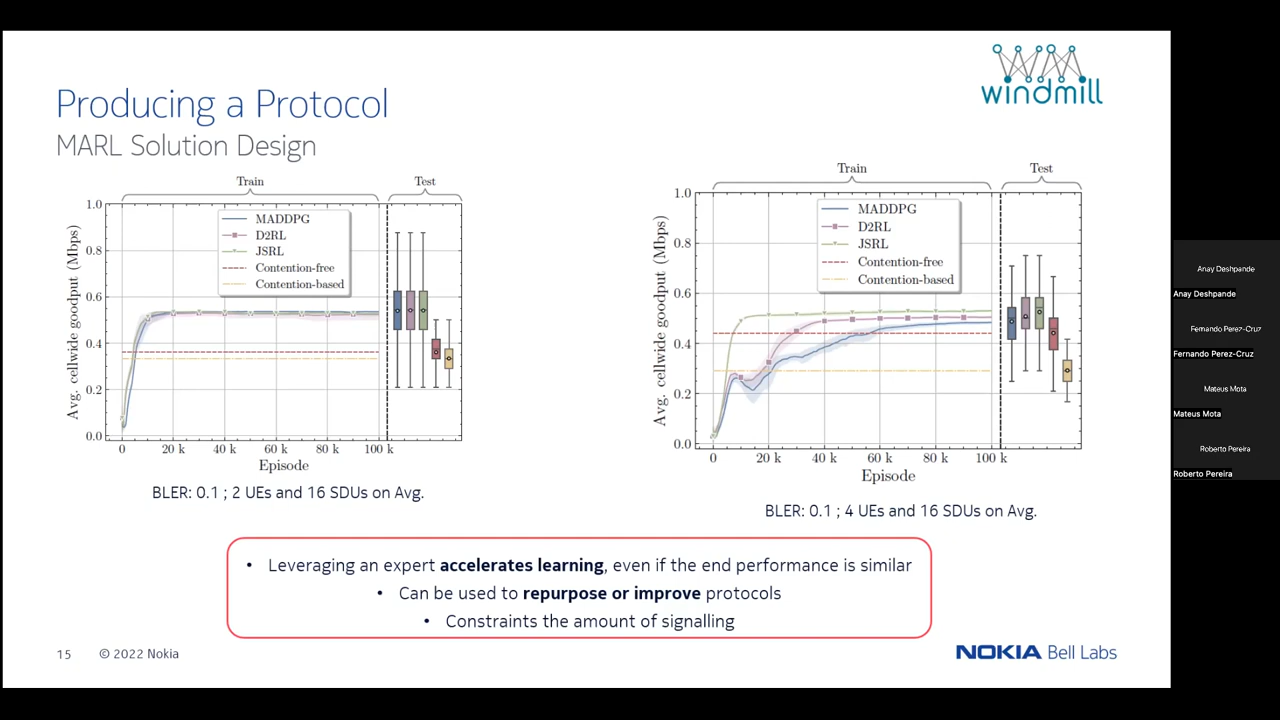 windmill
Producing a Protocol
MARL Solution Design
Train
Test
1.0
0.8
0.6
0.4
0.2
0.0
Avg. cellwide goodput (Mbps)
MADDPG
D2RL
JSRL
Contention-free
Contention-based
0
20 k
40 k
60 k
80 k
100 k
Episode
BLER: 0.1 ; 2 UEs and 16 SDUs on Avg.
Train
Test
1.0
0.8
0.6
0.4
0.2
0.0
Avg. cellwide goodput (Mbps)
MADDPG
D2RL
JSRL
Contention-free
Contention-based
0
20 k
40 k
60 k
80 k
100 k
Episode
BLER: 0.1 ; 4 UEs and 16 SDUs on Avg.
• Leveraging an expert accelerates learning, even if the end performance is similar
• Can be used to repurpose or improve protocols
• Constraints the amount of signalling
15 © 2022 Nokia
NOKIA Bell Labs
Anay Deshpande
Anay Deshpande
Fernando Perez-Cruz
Fernando Perez-Cruz
Mateus Mota
Mateus Mota
Roberto Pereira
Roberto Pereira